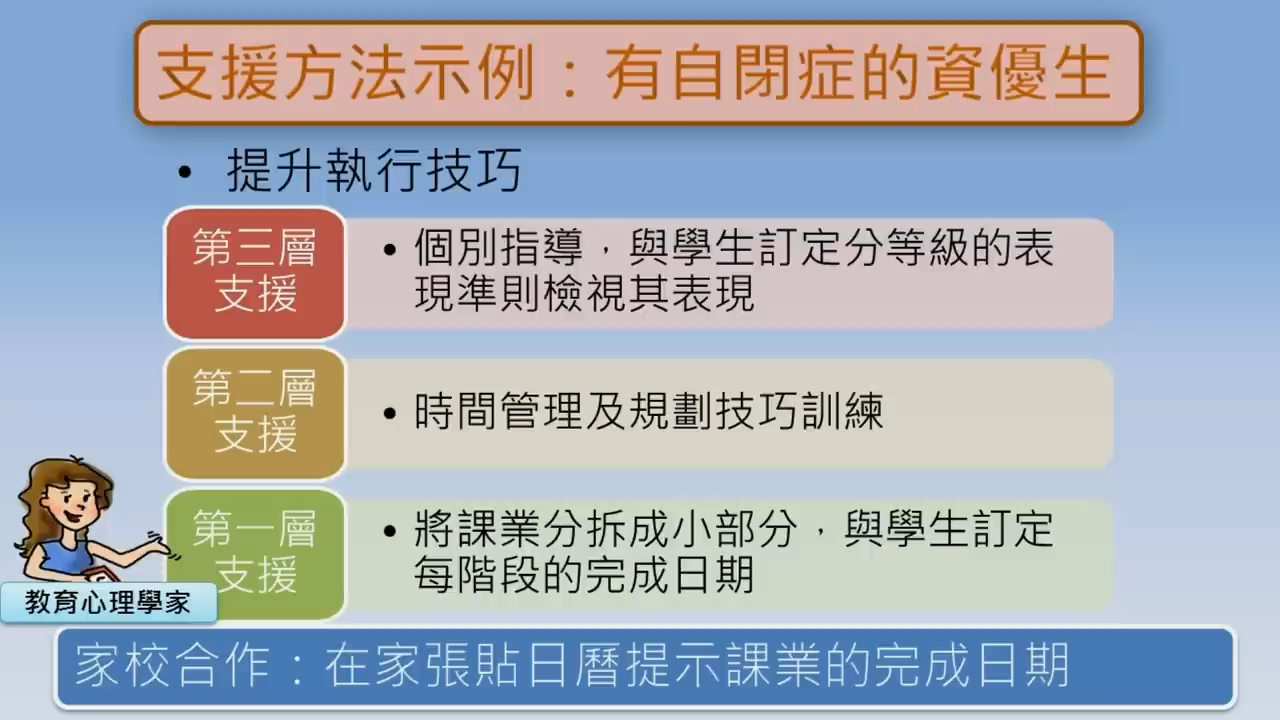 支援方法示例：有自閉症的資優生
• 提升執行技巧
第三層
支援
• 個別指導，與學生訂定分等級的表
現準則檢視其表現
第二層
支援
• 時間管理及規劃技巧訓練
第一層
支援
• 將課業分拆成小部分，與學生訂定
每階段的完成日期
教育心理學家
家校合作：在家張貼日曆提示課業的完成日期